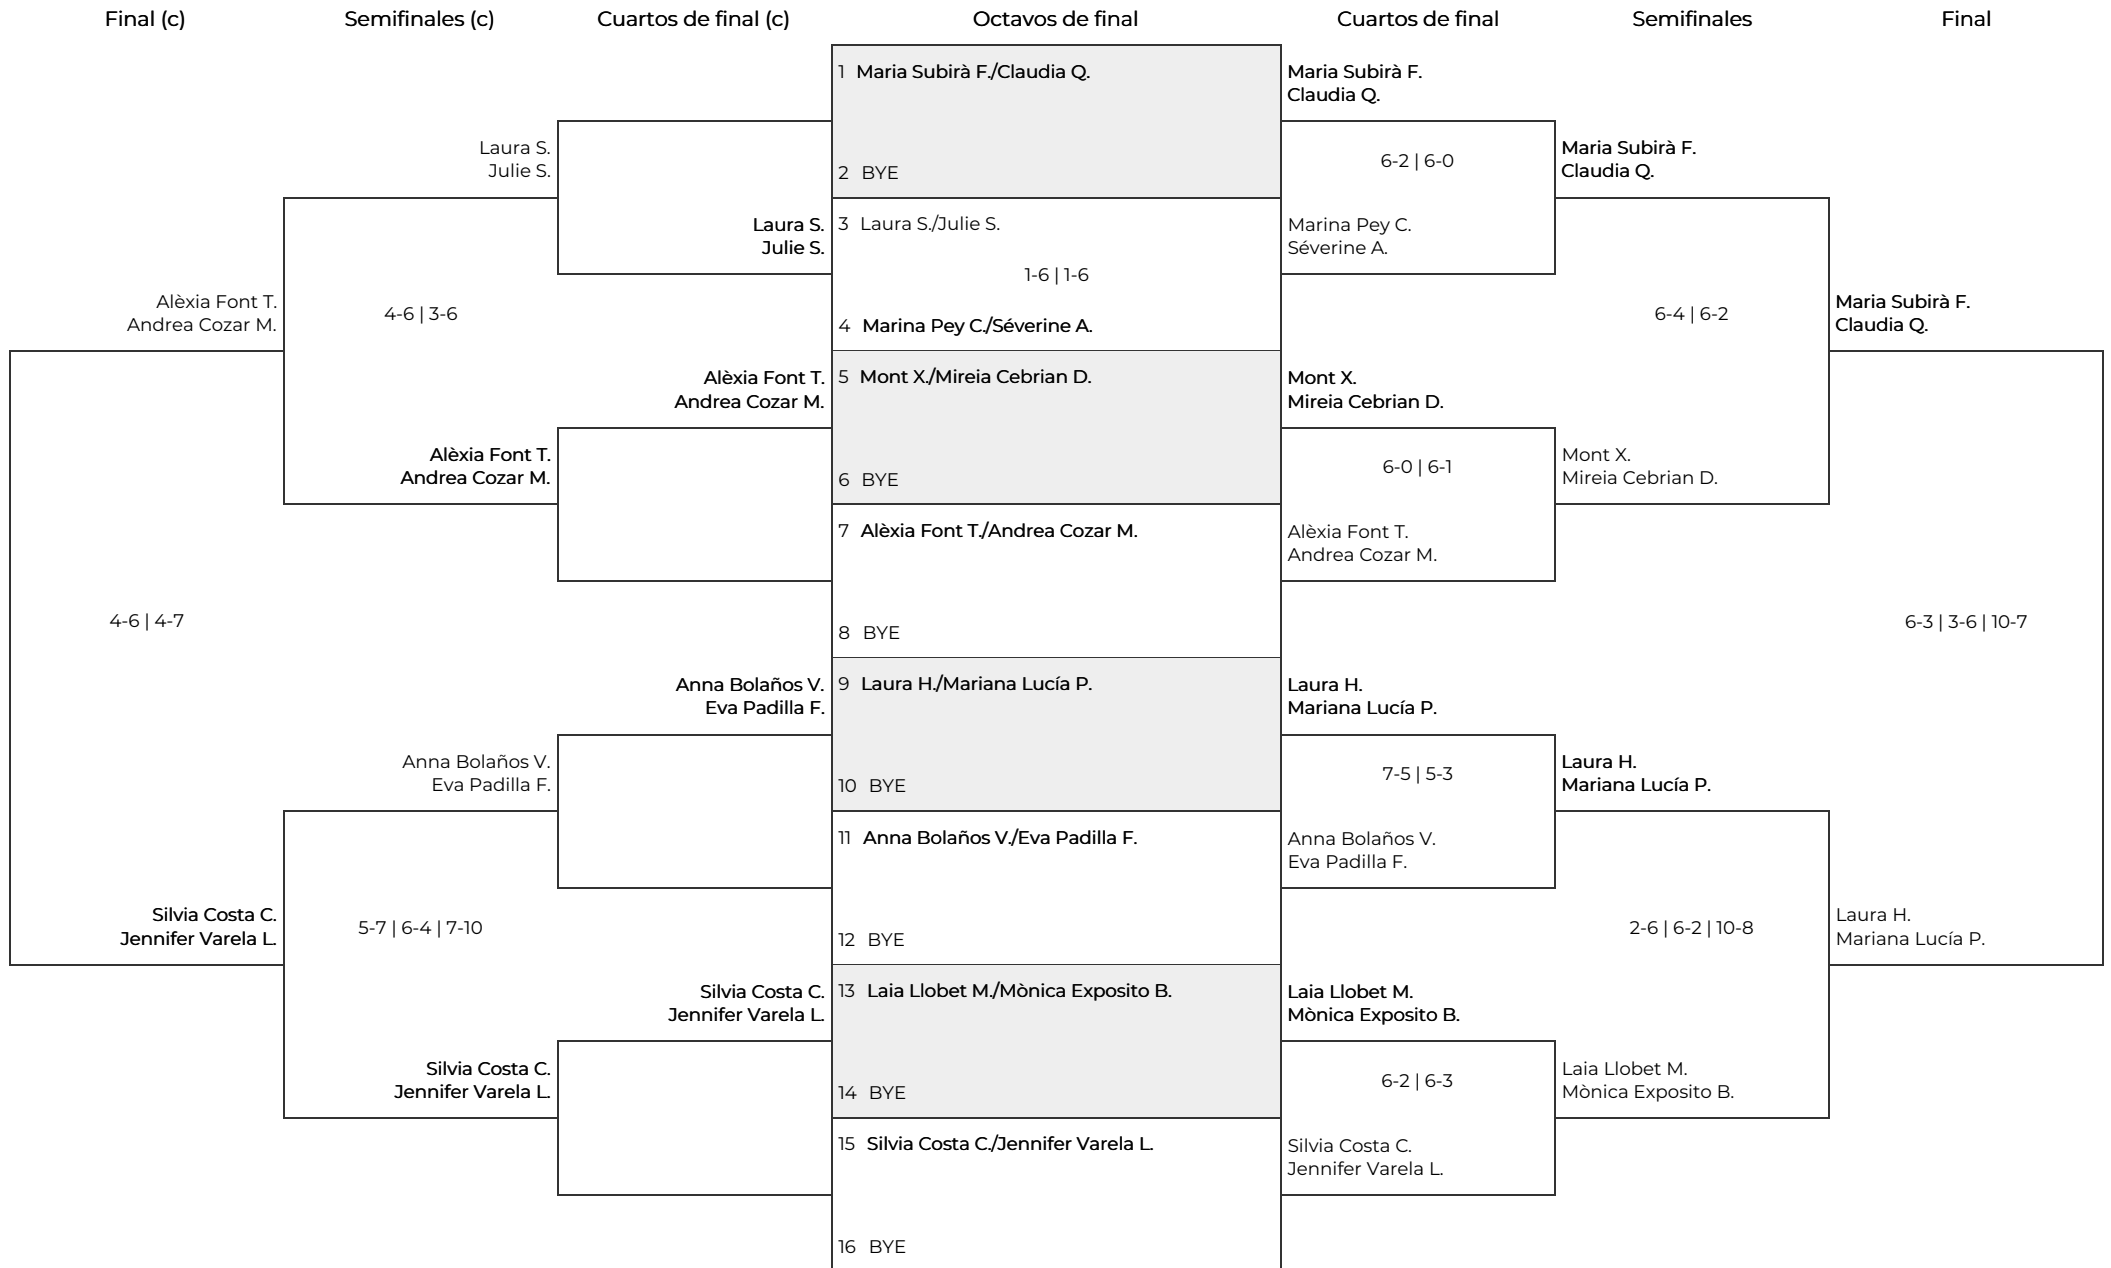 Final (c)
Semifinales (c)
Cuartos de final (c)
Octavos de final
Cuartos de final
Semifinales
Final
Alèxia Font T.
Andrea Cozar M.
4-6 | 4-7
Silvia Costa C.
Jennifer Varela L.
Laura S.
Julie S.
4-6 | 3-6
Alèxia Font T.
Andrea Cozar M.
Anna Bolaños V.
Eva Padilla F.
5-7 | 6-4 | 7-10
Silvia Costa C.
Jennifer Varela L.
Laura S.
Julie S.
Alèxia Font T.
Andrea Cozar M.
Anna Bolaños V.
Eva Padilla F.
Silvia Costa C.
Jennifer Varela L.
1 Maria Subirà F./Claudia Q.
2 BYE
3 Laura S./Julie S.
1-6 | 1-6
4 Marina Pey C./Séverine A.
5 Mont X./Mireia Cebrian D.
6 BYE
7 Alèxia Font T./Andrea Cozar M.
8 BYE
9 Laura H./Mariana Lucía P.
10 BYE
11 Anna Bolaños V./Eva Padilla F.
12 BYE
13 Laia Llobet M./Mònica Exposito B.
14 BYE
15 Silvia Costa C./Jennifer Varela L.
16 BYE
Maria Subirà F.
Claudia Q.
6-2 | 6-0
Marina Pey C.
Séverine A.
Mont X.
Mireia Cebrian D.
6-0 | 6-1
Alèxia Font T.
Andrea Cozar M.
Laura H.
Mariana Lucía P.
7-5 | 5-3
Anna Bolaños V.
Eva Padilla F.
Laia Llobet M.
Mònica Exposito B.
6-2 | 6-3
Silvia Costa C.
Jennifer Varela L.
Maria Subirà F.
Claudia Q.
6-4 | 6-2
Mont X.
Mireia Cebrian D.
Laura H.
Mariana Lucía P.
2-6 | 6-2 | 10-8
Laia Llobet M.
Mònica Exposito B.
Maria Subirà F.
Claudia Q.
6-3 | 3-6 | 10-7
Laura H.
Mariana Lucía P.